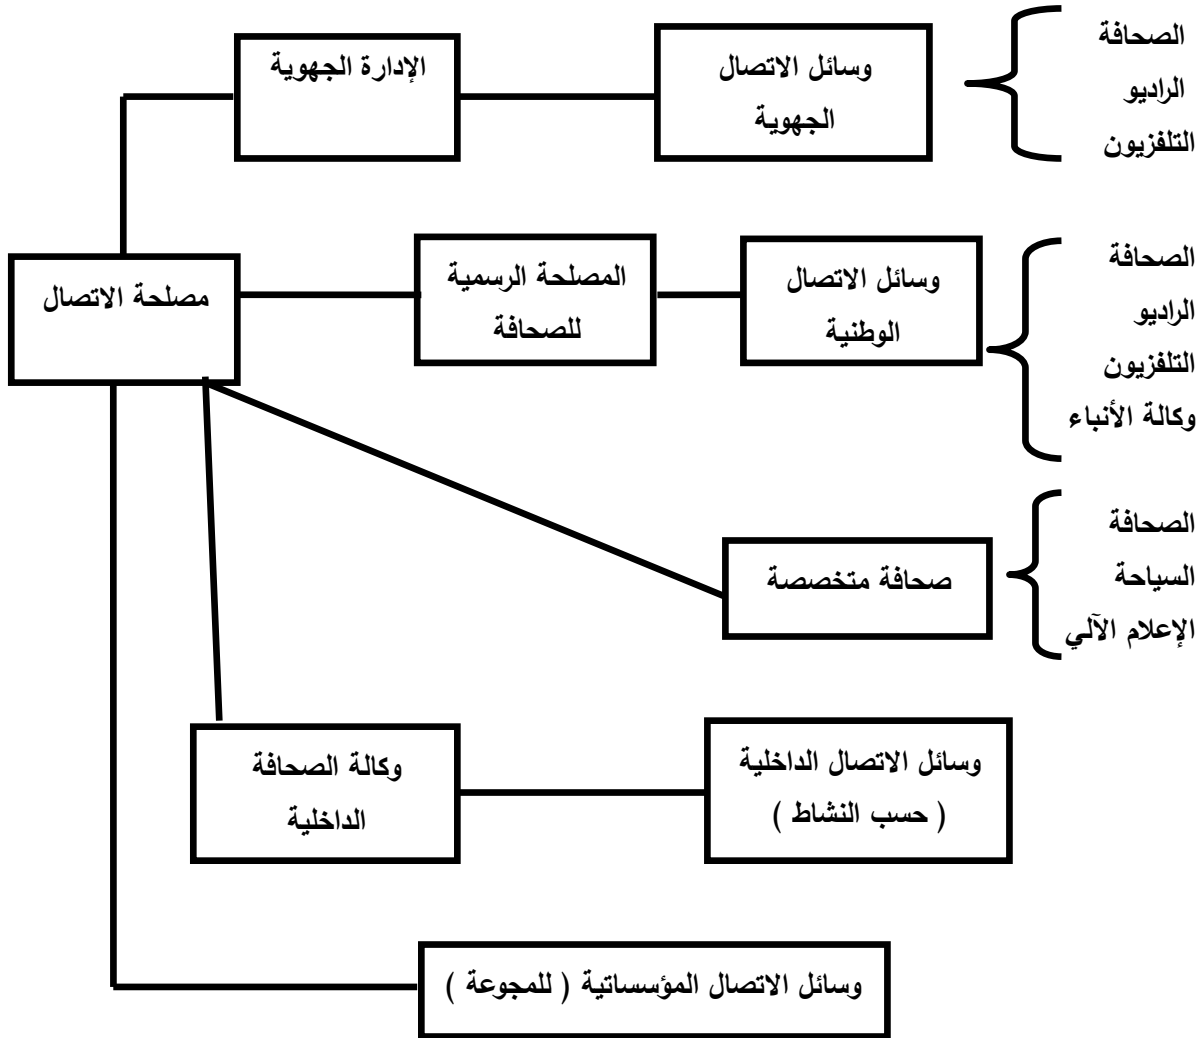 الإدارة الجهوية
وسائل الاتصال
الجهوية
الصحافة
الراديو
التلفزيون
مصلحة الاتصال
المصلحة الرسمية
للصحافة
وسائل الاتصال
الوطنية
الصحافة
الراديو
التلفزيون
وكالة الأنباء
صحافة متخصصة
الصحافة
السياحة
الإعلام الآلي
وكالة الصحافة
الداخلية
وسائل الاتصال الداخلية
( حسب النشاط )
وسائل الاتصال المؤسساتية ( للمجوعة )